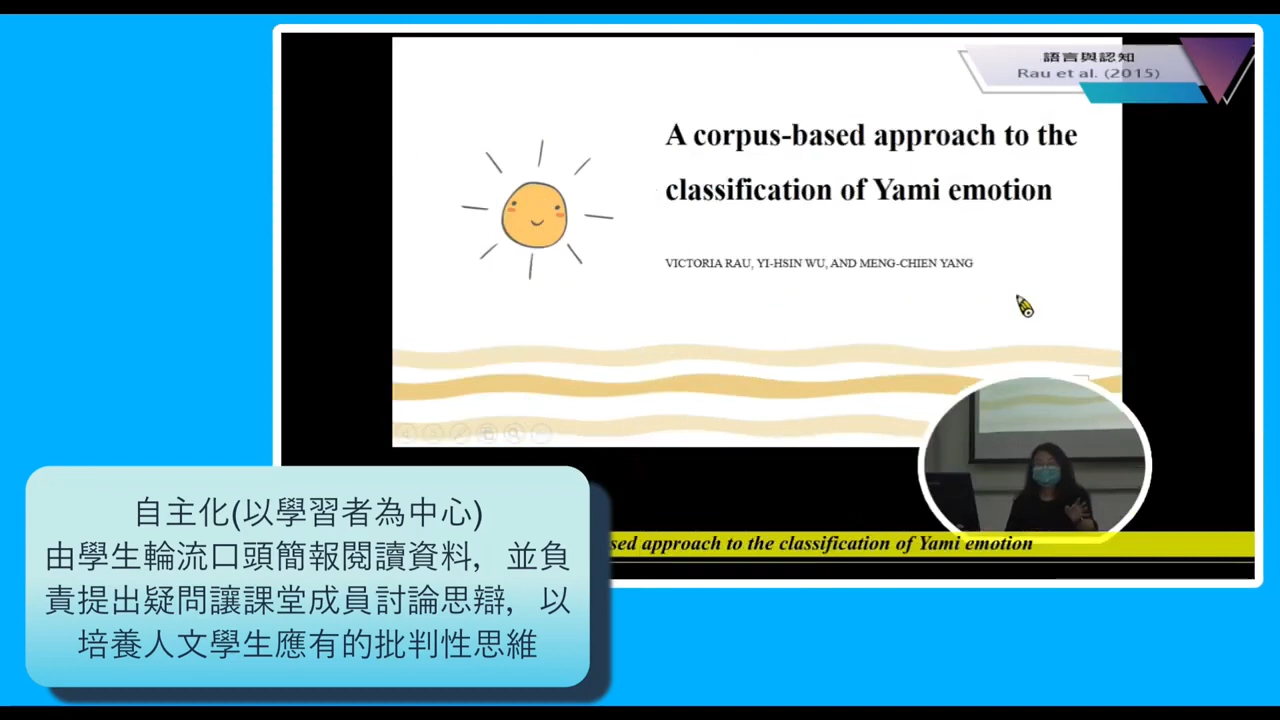 語言與認知
Rau et al. (2015)
A corpus-based approach to the
classification of Yami emotion
VICTORIA RAU, YI-HSIN WU, AND MENG-CHIEN YANG
sed approach to the classification of Yami emotion
自主化(以學習者為中心)
由學生輪流口頭簡報閱讀資料，並負
責提出疑問讓課堂成員討論思辯，以
培養人文學生應有的批判性思維